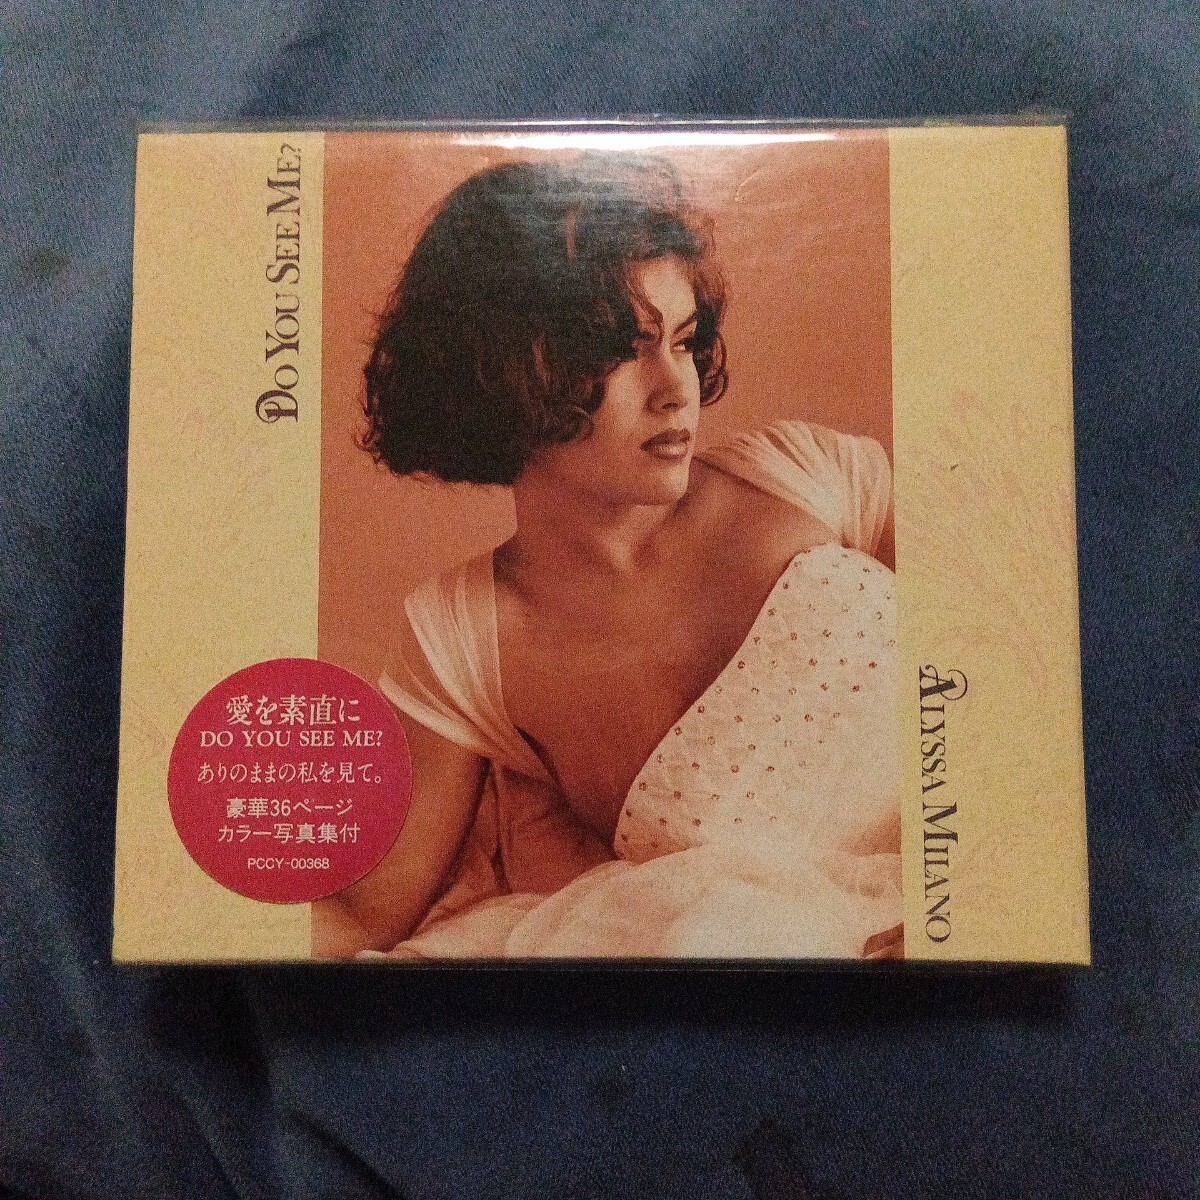 DO YOU SEE ME?
ALYSSA MILANO
愛を素直に
DO YOU SEE ME?
ありのままの私を見て。
豪華36ページ
カラー写真集付
PCCY-00368